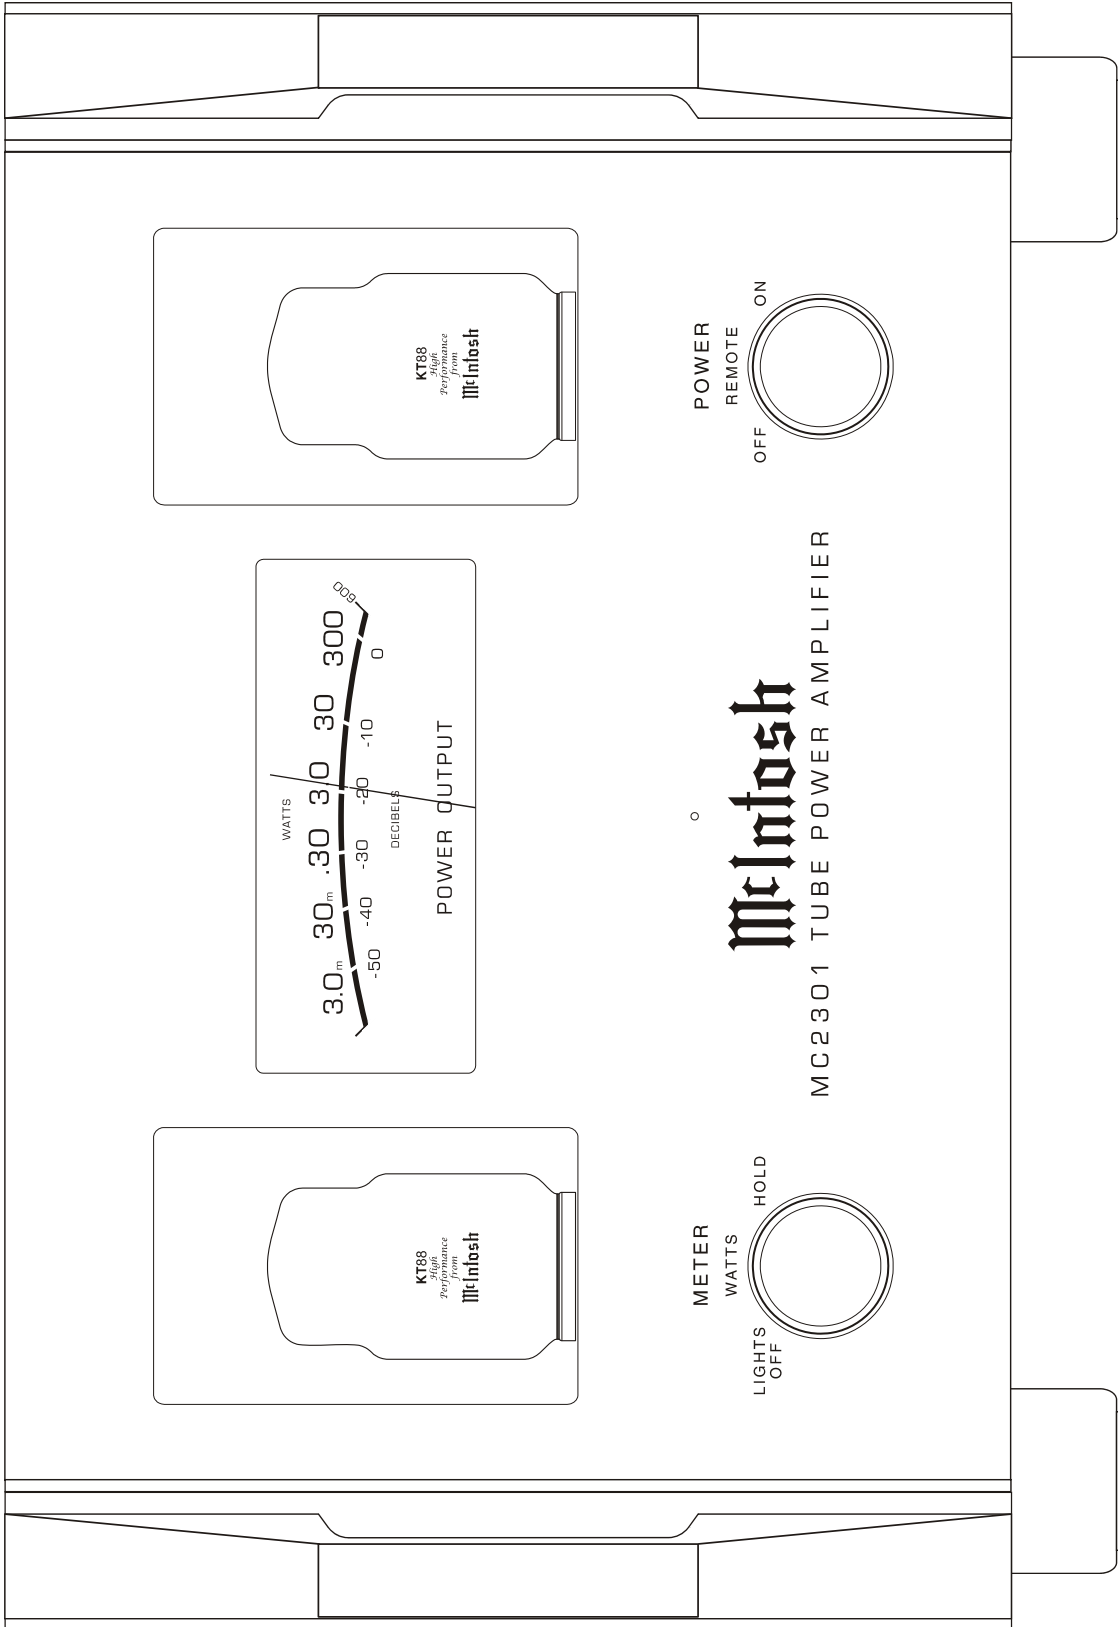 WATTS
3.0m 30m .30 3.0 30 300 600
-50 -40 -30 -20 -10 0
DECIBELS
POWER OUTPUT
KT88
High
Performance
from
McIntosh
KT88
High
Performance
from
McIntosh
METER
WATTS
LIGHTS
OFF
HOLD
McIntosh
MC2301 TUBE POWER AMPLIFIER
POWER
REMOTE
OFF
ON